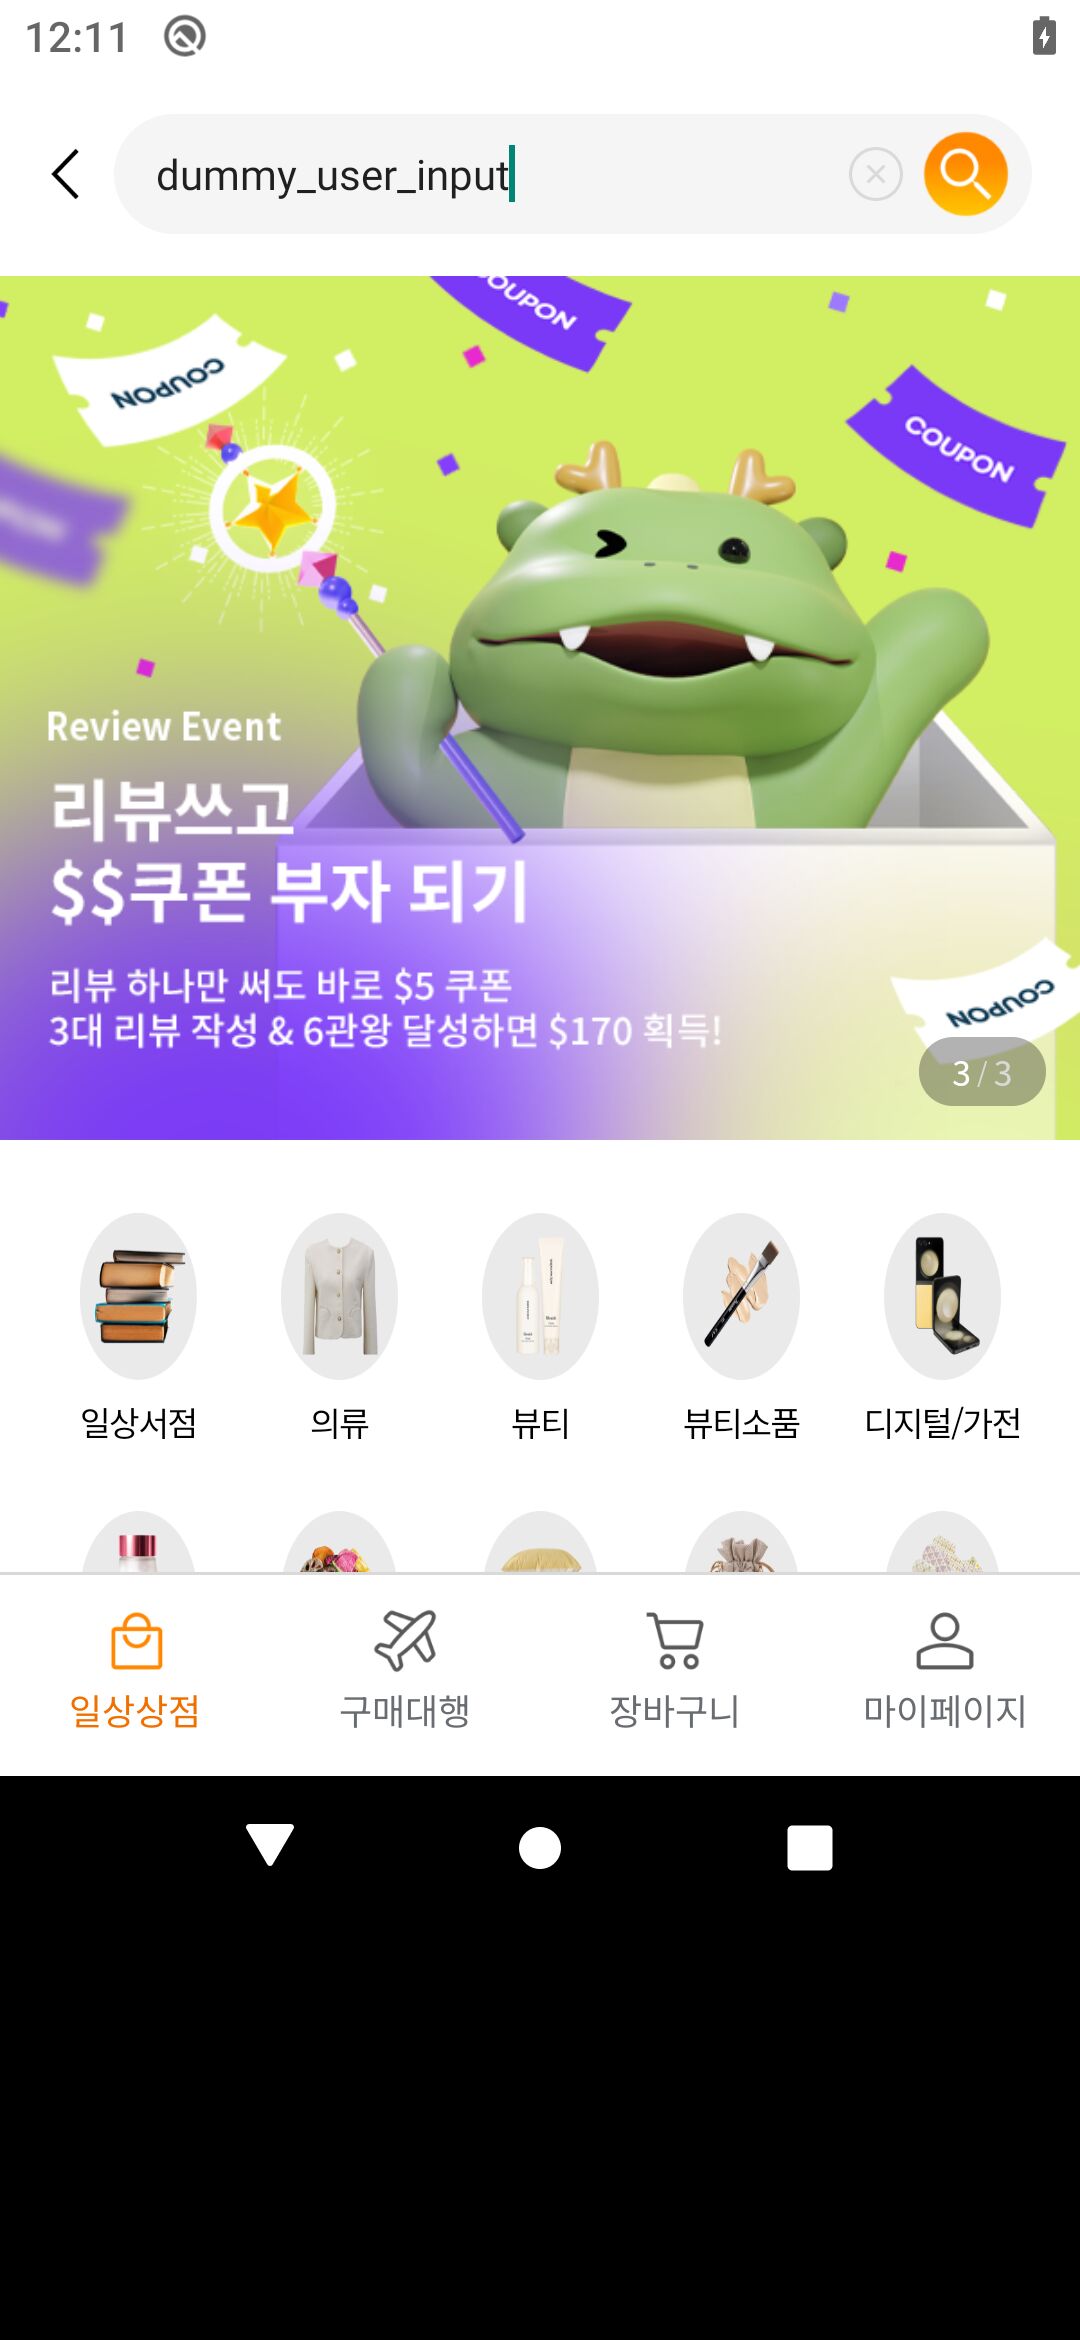 12:11
dummy_user_input
COUPON
COUPON
COUPON
Review Event
리뷰쓰고
$$쿠폰 부자 되기
리뷰 하나만 써도 바로 $5 쿠폰
3대 리뷰 작성 & 6관왕 달성하면 $170 획득!
COUPON
3 / 3
일상서점
의류
뷰티
뷰티소품
디지털/가전
일상상점
구매대행
장바구니
마이페이지